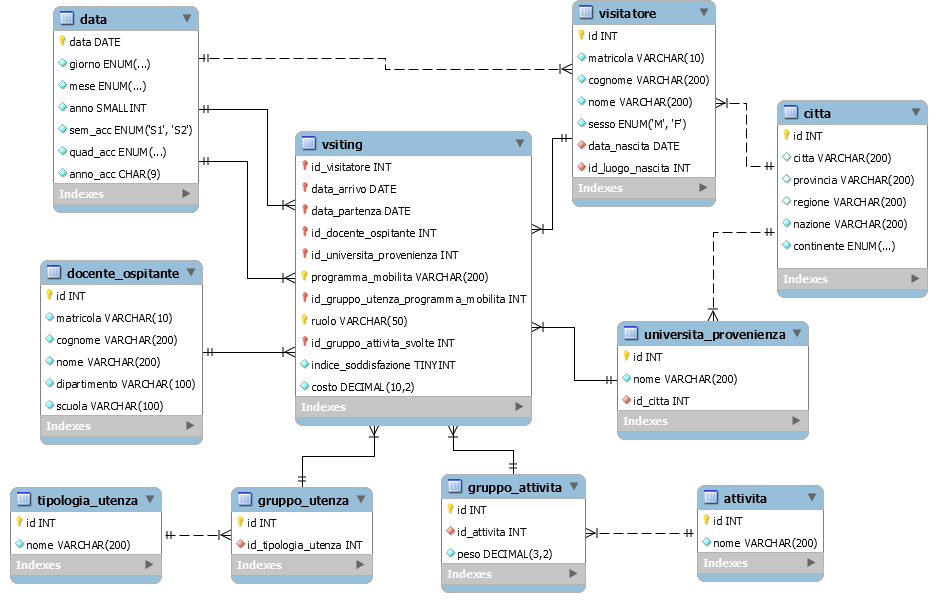 data
data DATE
giorno ENUM(...)
mese ENUM(...)
anno SMALLINT
sem_acc ENUM('S1', 'S2')
quad_acc ENUM(...)
anno_acc CHAR(9)
Indexes
visitatore
id INT
matricola VARCHAR(10)
cognome VARCHAR(200)
nome VARCHAR(200)
sesso ENUM('M', 'F')
data_nascita DATE
id_luogo_nascita INT
Indexes
citta
id INT
citta VARCHAR(200)
provincia VARCHAR(200)
regione VARCHAR(200)
nazione VARCHAR(200)
continente ENUM(...)
Indexes
vsiting
id_visitatore INT
data_arrivo DATE
data_partenza DATE
id_docente_ospitante INT
id_universita_provenienza INT
programma_mobilita VARCHAR(200)
id_gruppo_utenza_programma_mobilita INT
ruolo VARCHAR(50)
id_gruppo_attivita_svolte INT
indice_soddisfazione TINYINT
costo DECIMAL(10,2)
Indexes
docente_ospitante
id INT
matricola VARCHAR(10)
cognome VARCHAR(200)
nome VARCHAR(200)
dipartimento VARCHAR(100)
scuola VARCHAR(100)
Indexes
universita_provenienza
id INT
nome VARCHAR(200)
id_citta INT
Indexes
tipologia_utenza
id INT
nome VARCHAR(200)
Indexes
gruppo_utenza
id INT
id_tipologia_utenza INT
Indexes
gruppo_attivita
id INT
id_attivita INT
peso DECIMAL(3,2)
Indexes
attivita
id INT
nome VARCHAR(200)
Indexes